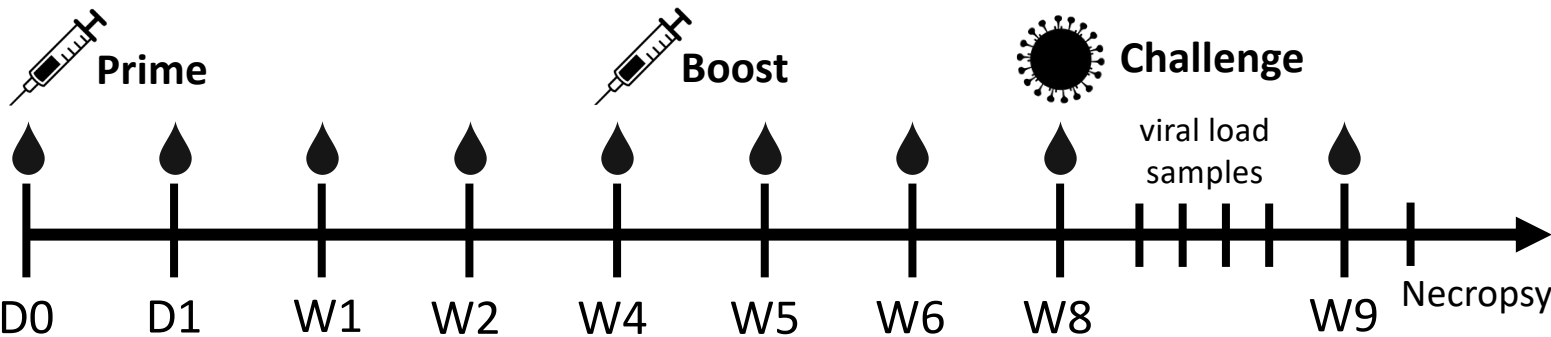 Prime
Boost
Challenge
viral load
samples
D0
D1
W1
W2
W4
W5
W6
W8
W9
Necropsy